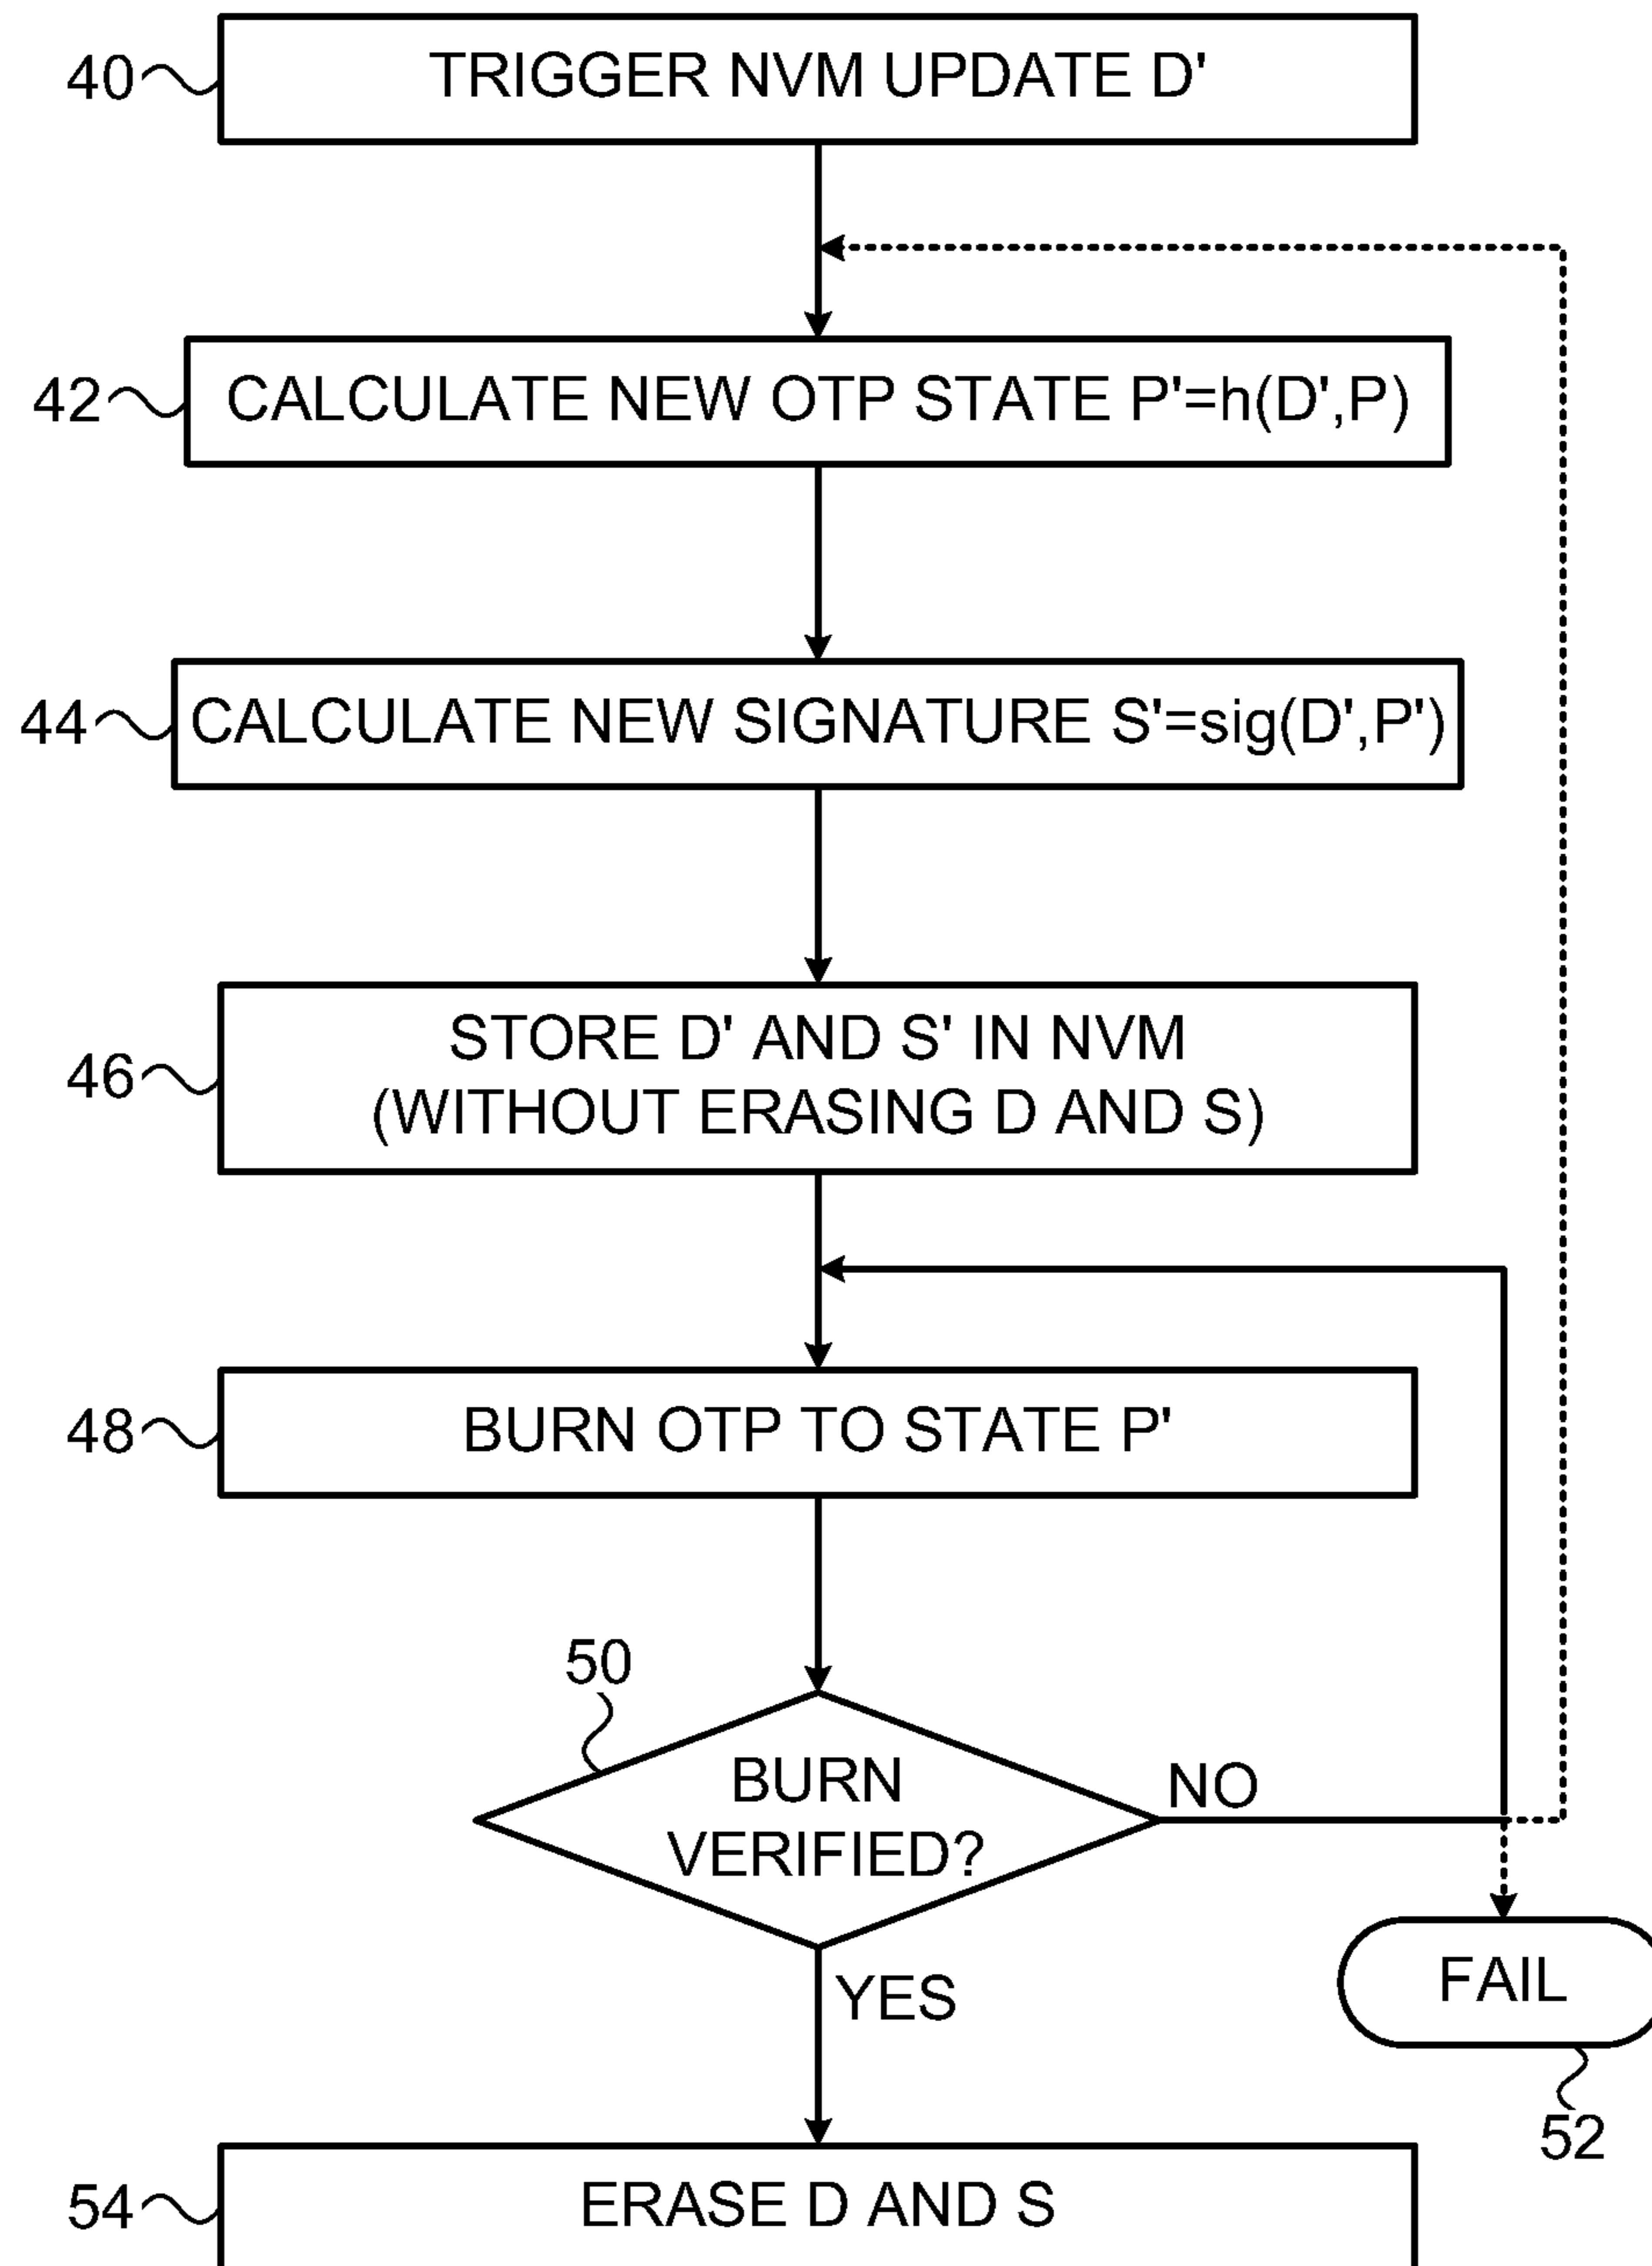 40
TRIGGER NVM UPDATE D'
42
CALCULATE NEW OTP STATE P'=h(D',P)
44
CALCULATE NEW SIGNATURE S'=sig(D',P')
46
STORE D' AND S' IN NVM
(WITHOUT ERASING D AND S)
48
BURN OTP TO STATE P'
50
BURN
VERIFIED?
NO
YES
FAIL
52
54
ERASE D AND S